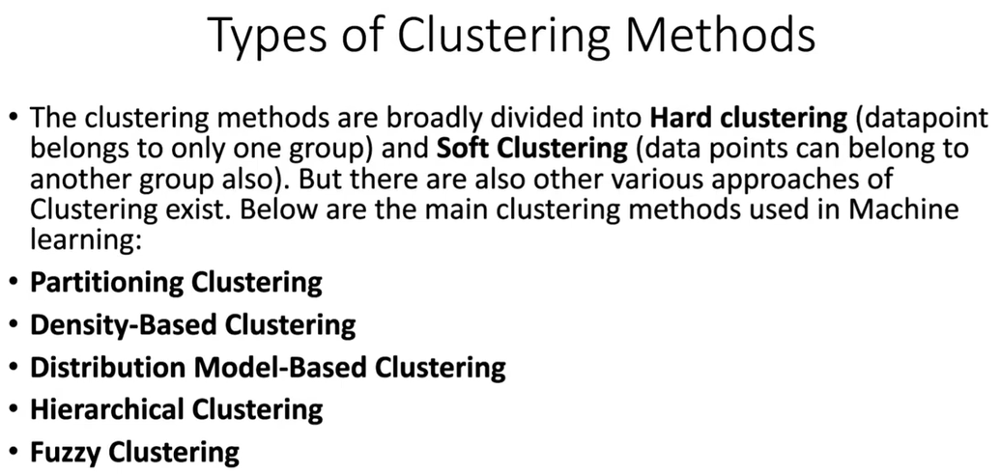 Types of Clustering Methods
• The clustering methods are broadly divided into Hard clustering (datapoint
belongs to only one group) and Soft Clustering (data points can belong to
another group also). But there are also other various approaches of
Clustering exist. Below are the main clustering methods used in Machine
learning:
• Partitioning Clustering
• Density-Based Clustering
• Distribution Model-Based Clustering
• Hierarchical Clustering
• Fuzzy Clustering